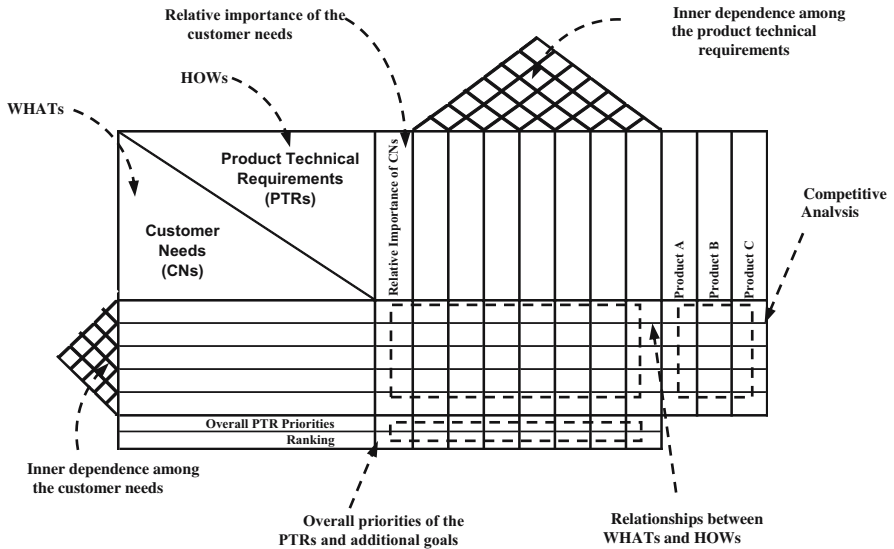 Relative importance of the
customer needs
Inner dependence among
the product technical
requirements
HOWs
WHATs
Product Technical
Requirements
(PTRs)
Customer
Needs
(CNs)
Relative Importance of CNs
Product A
Product B
Product C
Competitive
Analvsis
Overall PTR Priorities
Ranking
Inner dependence among
the customer needs
Overall priorities of the
PTRs and additional goals
Relationships between
WHATs and HOWs